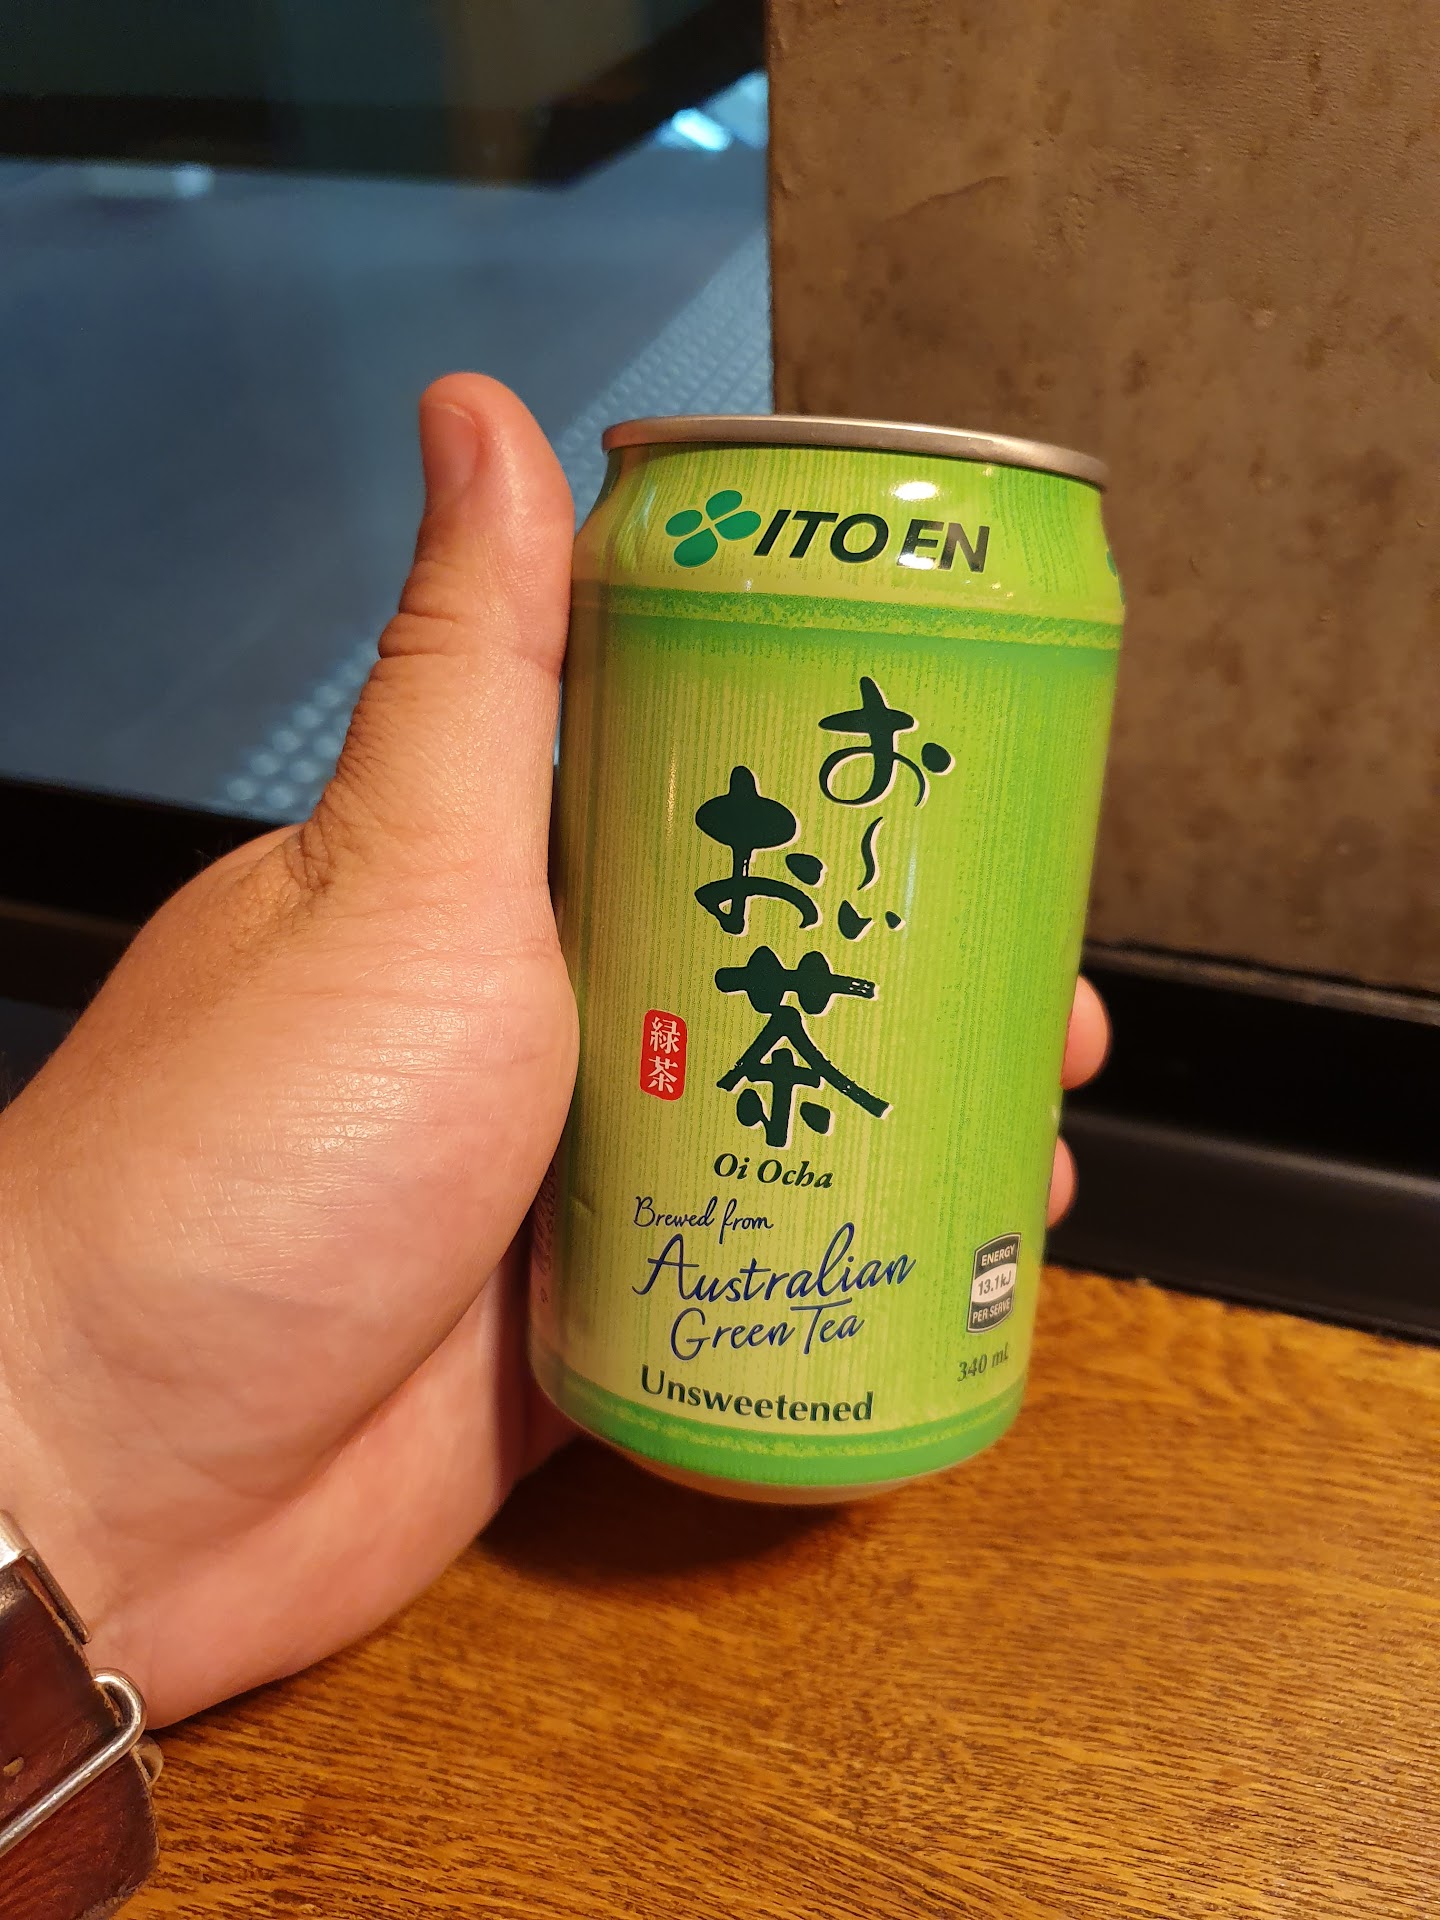 ITO EN
お〜い
お茶
緑茶
Oi Ocha
Brewed from
Australian
Green Tea
Unsweetened
ENERGY
13.1kJ
PER SERVE
340 mL